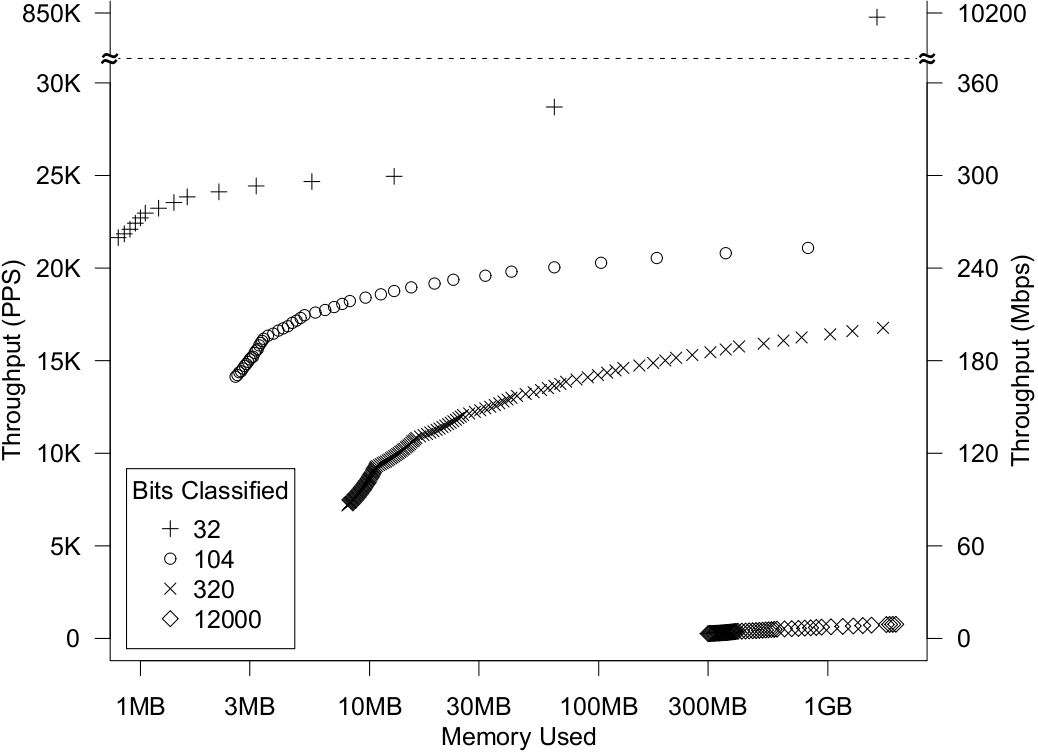 850K
10200
30K
360
25K
300
20K
240
15K
180
10K
120
5K
60
0
0
Throughput (PPS)
Throughput (Mbps)
Bits Classified
32
104
320
12000
1MB 3MB 10MB 30MB 100MB 300MB 1GB
Memory Used